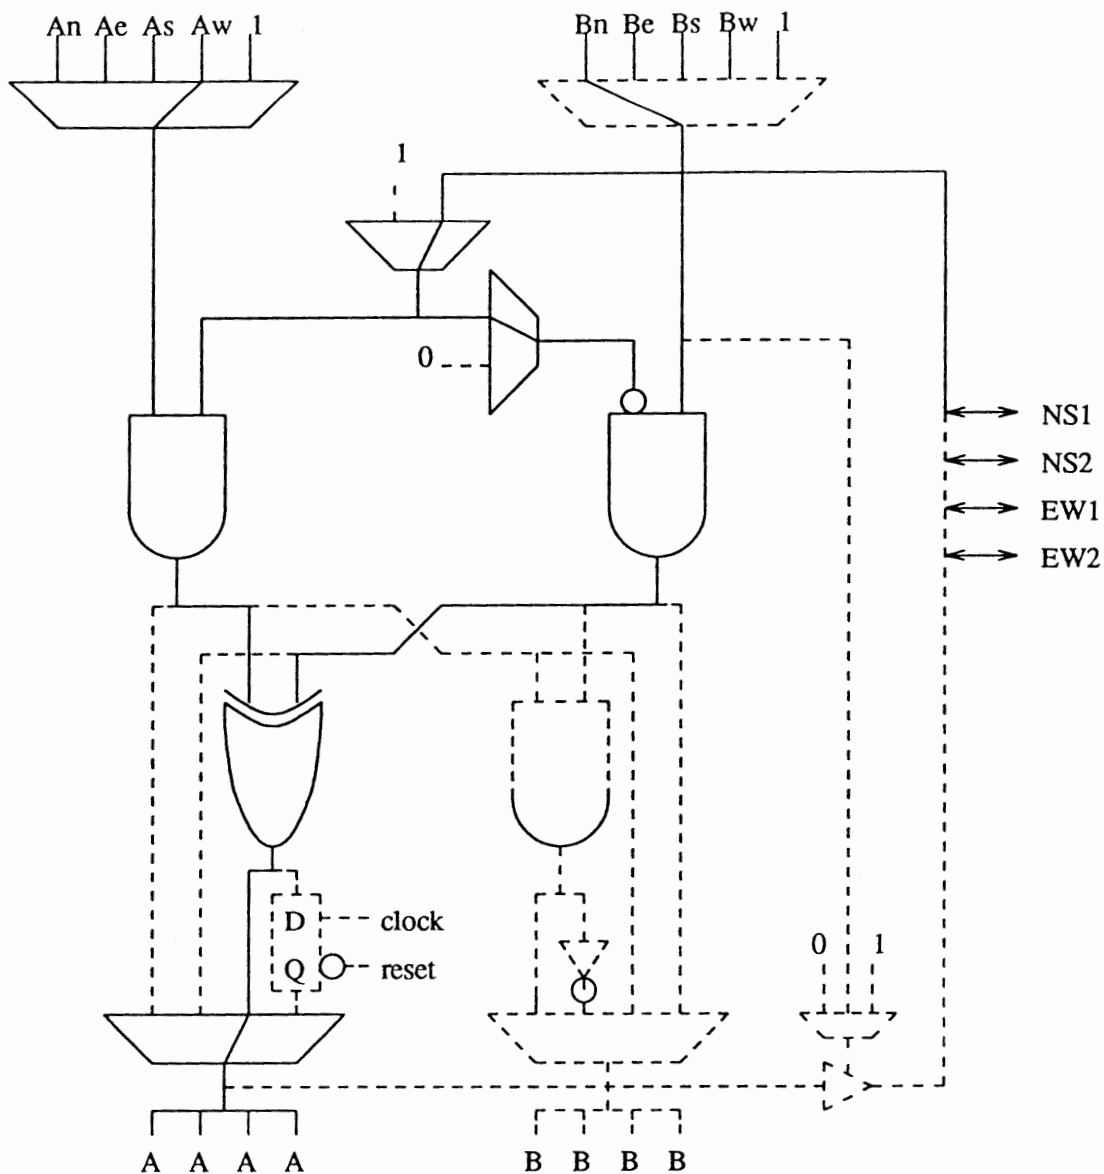 An Ae As Aw 1
Bn Be Bs Bw 1
1
0
NS1
NS2
EW1
EW2
D
clock
Q
reset
0
1
A A A A
B B B B